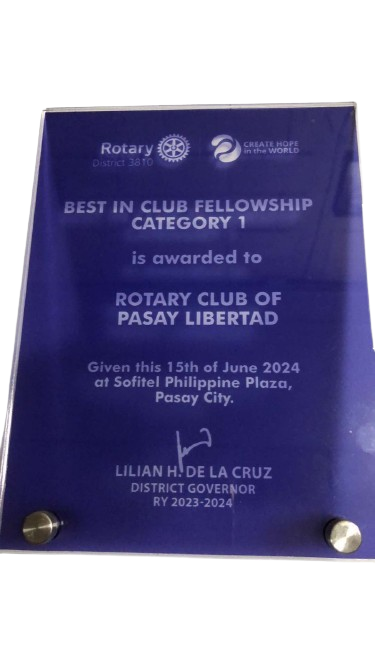 Rotary
District 3810
CREATE HOPE
in the WORLD
BEST IN CLUB FELLOWSHIP
CATEGORY 1
is awarded to
ROTARY CLUB OF
PASAY LIBERTAD
Given this 15th of June 2024
at Sofitel Philippine Plaza,
Pasay City.
LILIAN H. DE LA CRUZ
DISTRICT GOVERNOR
RY 2023-2024